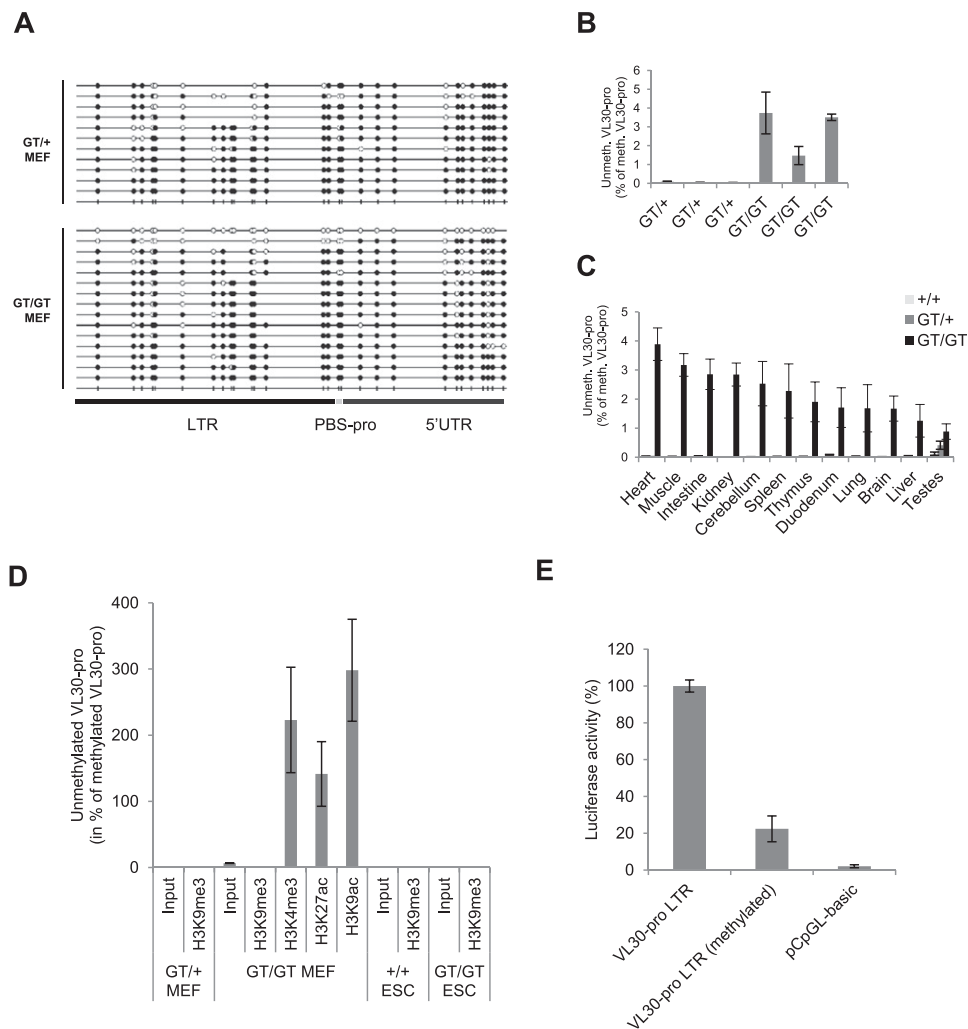 A
GT/+
MEF
GT/GT
MEF
LTR
PBS-pro
5'UTR
B
Unmeth. VL30-pro
(% of meth. VL30-pro)
6
5
4
3
2
1
0
GT/+
GT/+
GT/+
GT/GT
GT/GT
GT/GT
C
+/+
GT/+
GT/GT
Unmeth. VL30-pro
(% of meth. VL30-pro)
5
4
3
2
1
0
Heart
Muscle
Intestine
Kidney
Cerebellum
Spleen
Thymus
Duodenum
Lung
Brain
Liver
Testes
D
Unmethylated VL30-pro
(in % of methylated VL30-pro)
400
300
200
100
0
Input
H3K9me3
Input
H3K9me3
H3K4me3
H3K27ac
H3K9ac
Input
H3K9me3
Input
H3K9me3
GT/+
MEF
GT/GT MEF
+/+
ESC
GT/GT
ESC
E
Luciferase activity (%)
120
100
80
60
40
20
0
VL30-pro LTR
VL30-pro LTR (methylated)
pCpGL-basic